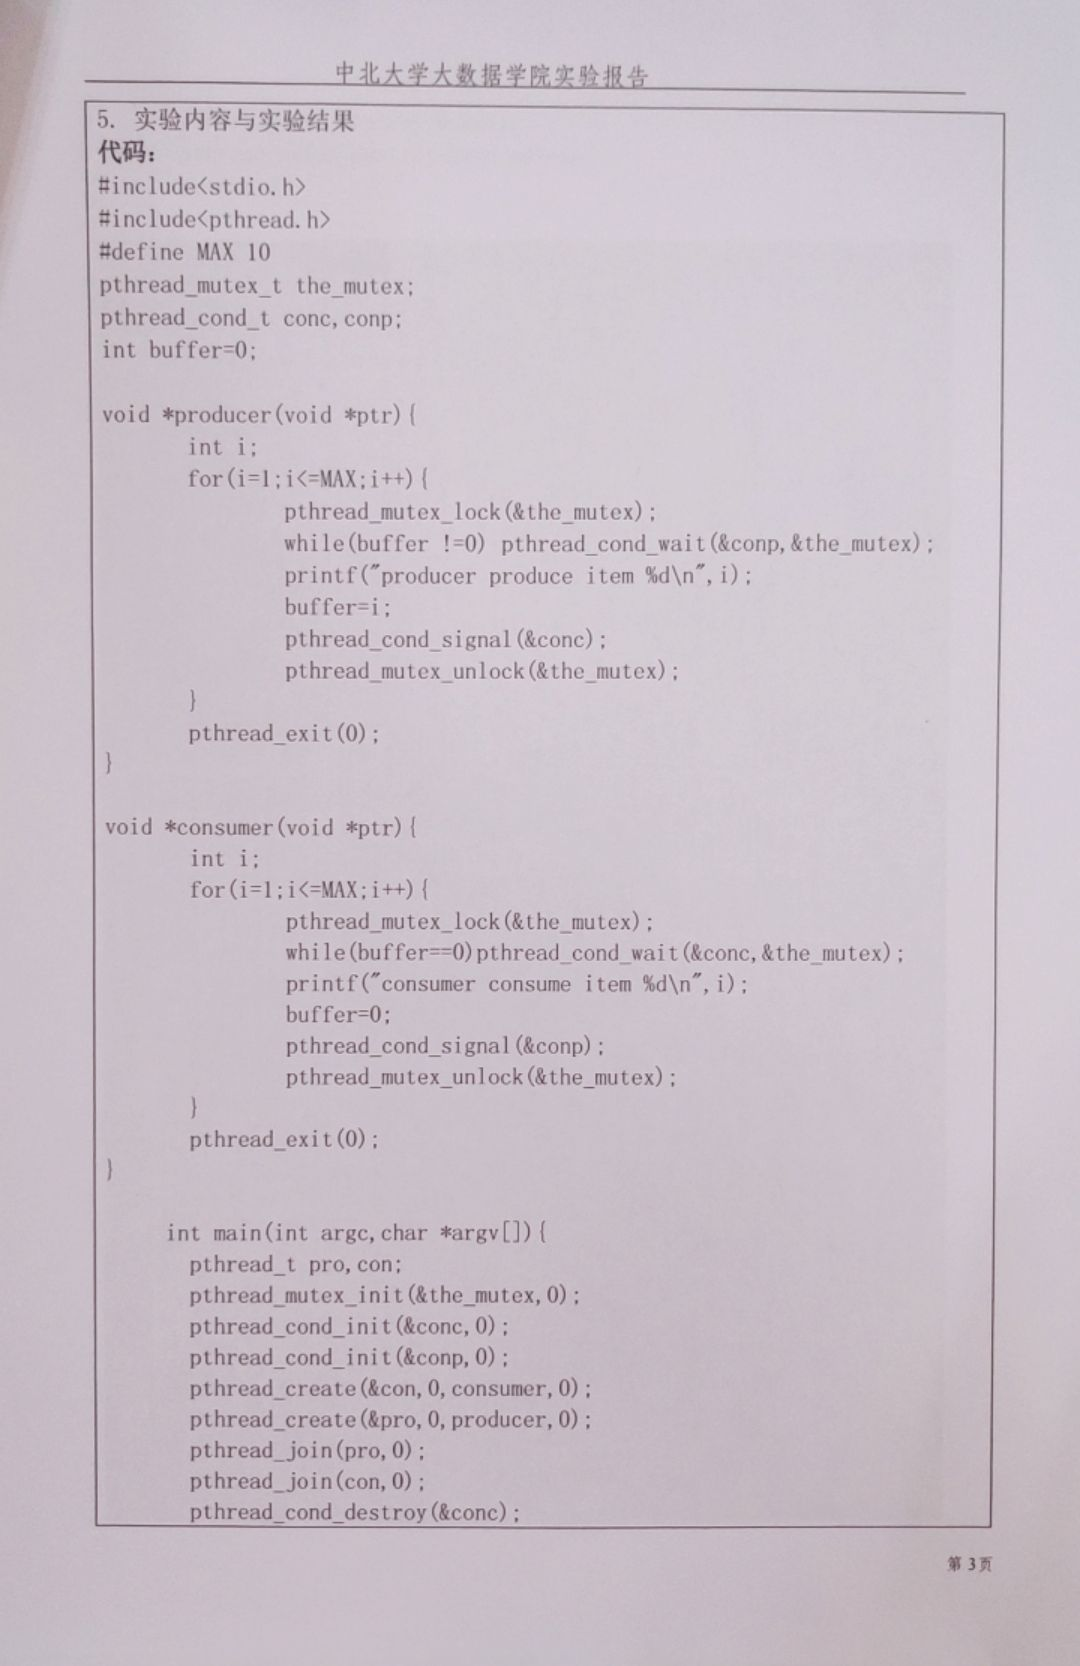 中北大学大数据学院实验报告
5. 实验内容与实验结果
代码：
#include<stdio.h>
#include<pthread.h>
#define MAX 10
pthread_mutex_t the_mutex;
pthread_cond_t conc,conp;
int buffer=0;
void *producer(void *ptr){
int i;
for(i=1;i<=MAX;i++){
pthread_mutex_lock(&the_mutex);
while(buffer !=0) pthread_cond_wait(&conp,&the_mutex);
printf("producer produce item %d\n",i);
buffer=i;
pthread_cond_signal(&conc);
pthread_mutex_unlock(&the_mutex);
}
pthread_exit(0);
}
void *consumer(void *ptr){
int i;
for(i=1;i<=MAX;i++){
pthread_mutex_lock(&the_mutex);
while(buffer==0)pthread_cond_wait(&conc,&the_mutex);
printf("consumer consume item %d\n",i);
buffer=0;
pthread_cond_signal(&conp);
pthread_mutex_unlock(&the_mutex);
}
pthread_exit(0);
}
int main(int argc,char *argv[]){
pthread_t pro,con;
pthread_mutex_init(&the_mutex,0);
pthread_cond_init(&conc,0);
pthread_cond_init(&conp,0);
pthread_create(&con,0,consumer,0);
pthread_create(&pro,0,producer,0);
pthread_join(pro,0);
pthread_join(con,0);
pthread_cond_destroy(&conc);
第 3页